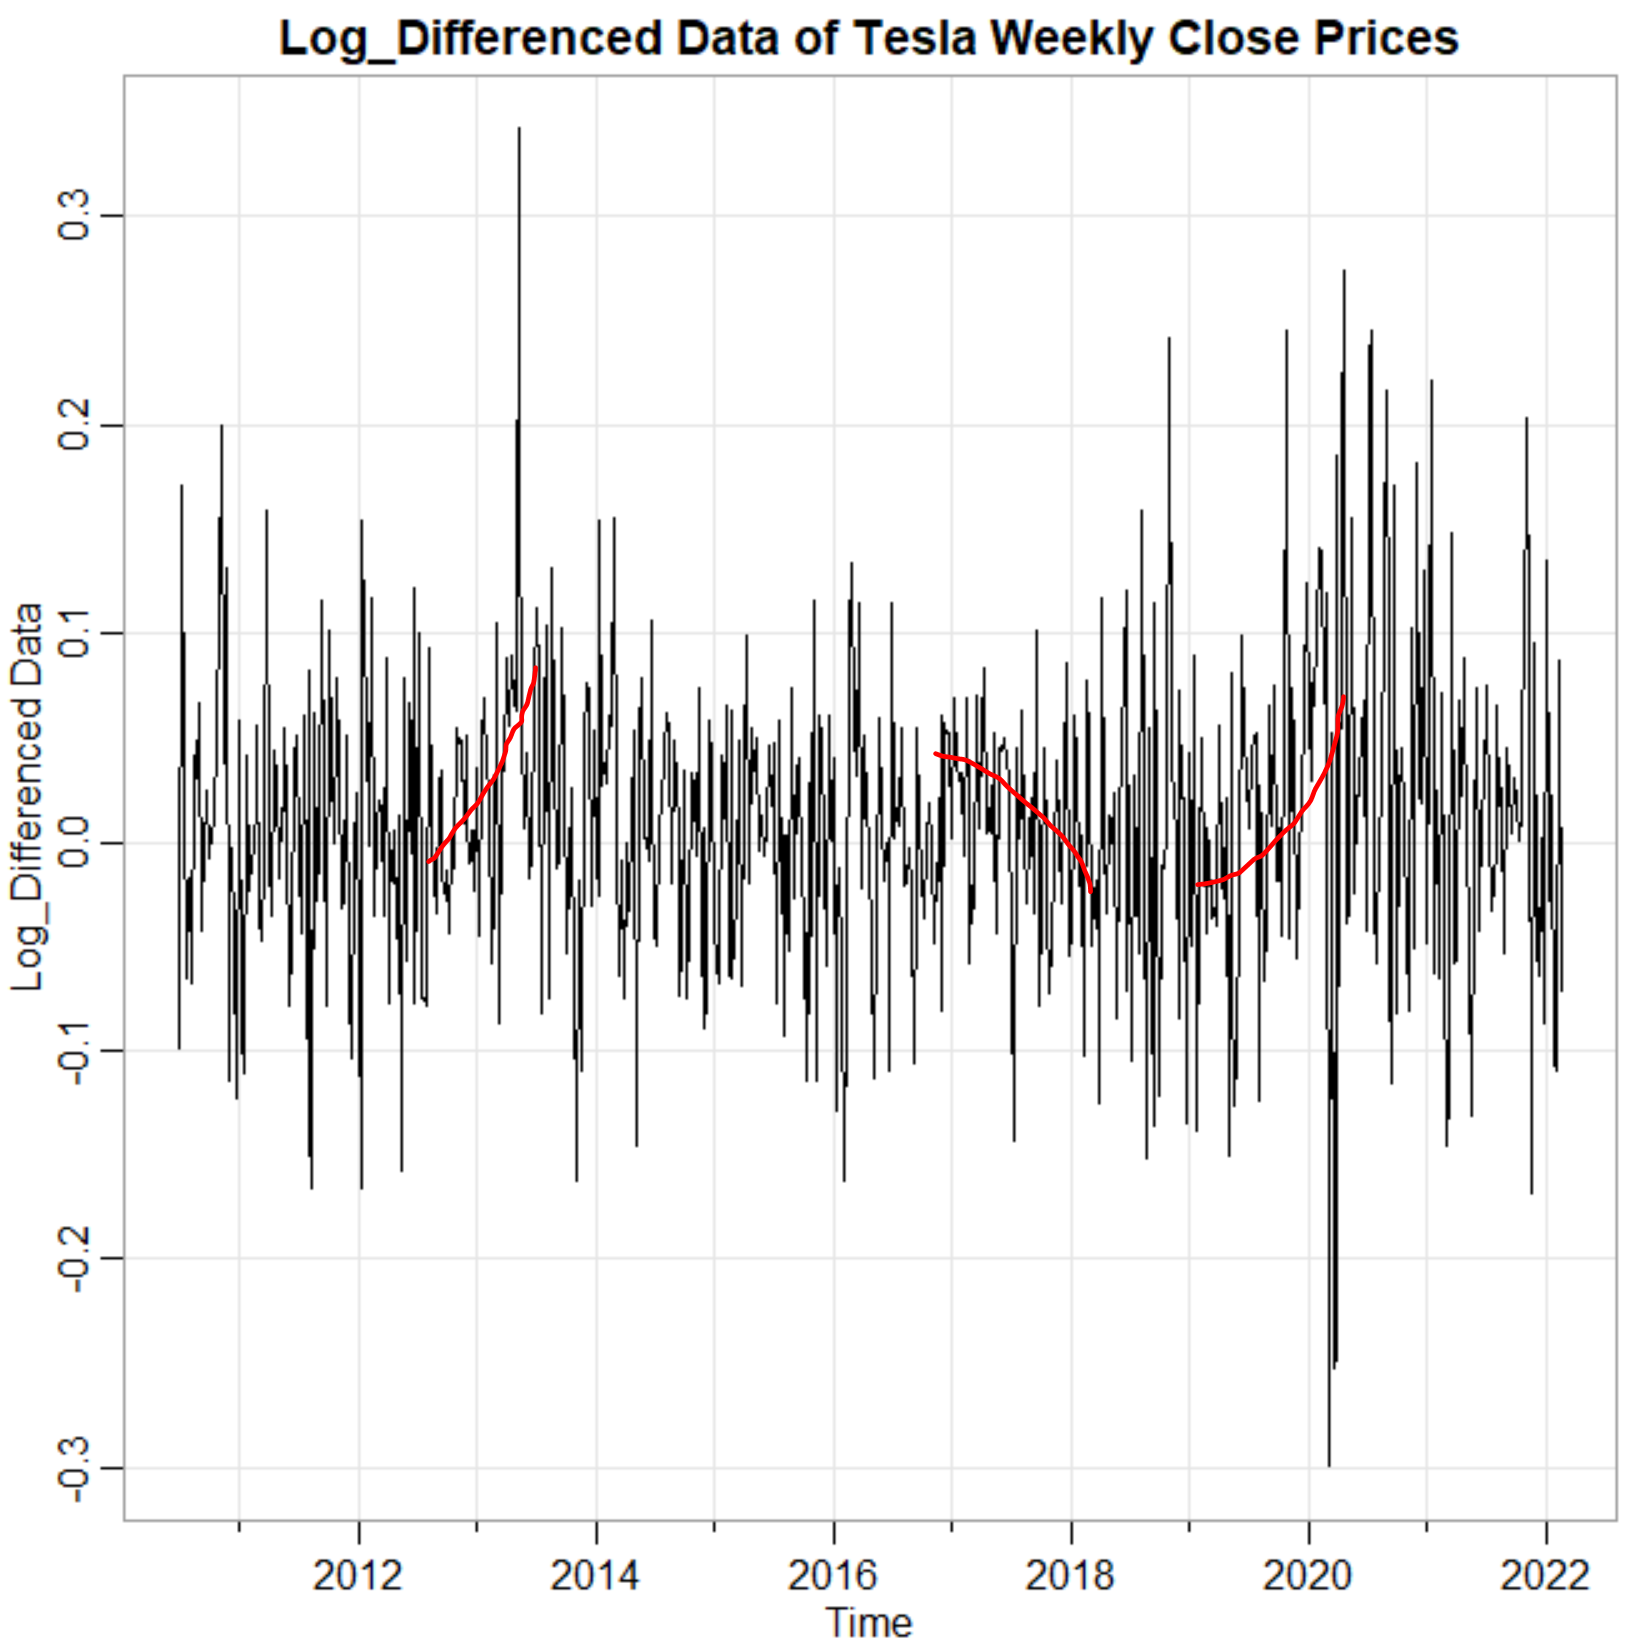 Log_Differenced Data of Tesla Weekly Close Prices
Log_Differenced Data
0.3
0.2
0.1
0.0
-0.1
-0.2
-0.3
2012 2014 2016 2018 2020 2022
Time